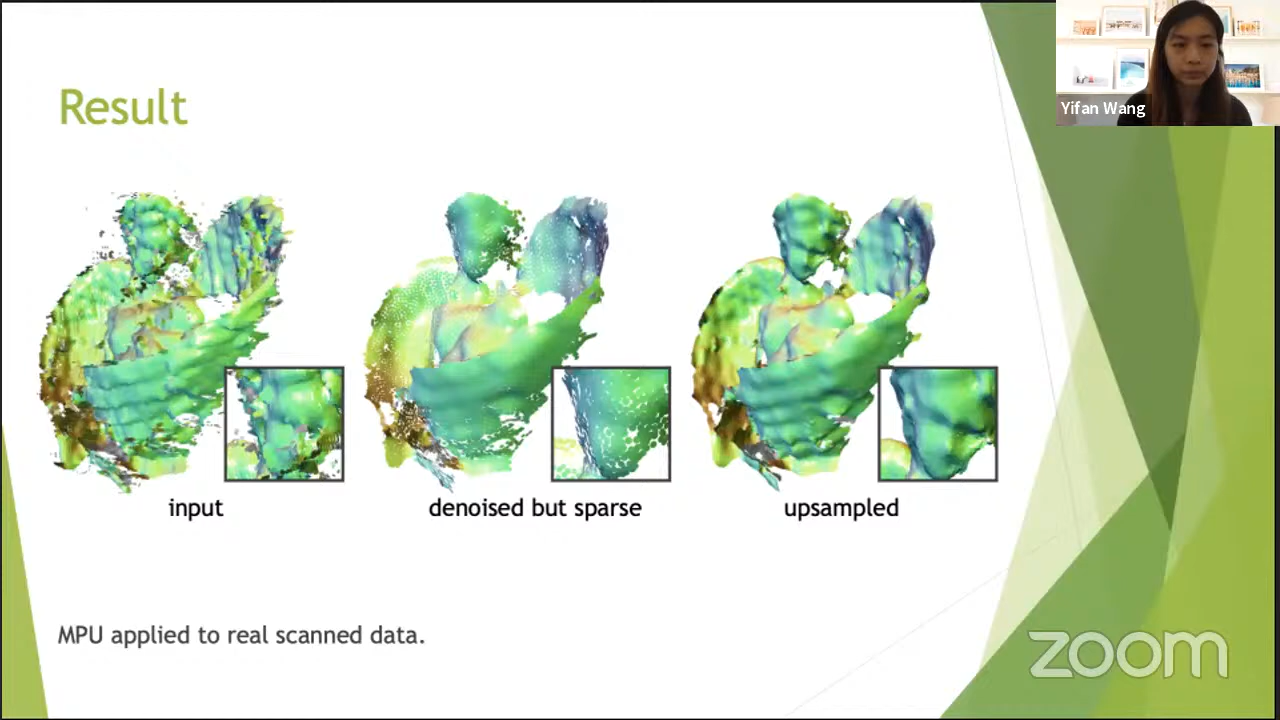 Yifan Wang
Result
input
denoised but sparse
upsampled
MPU applied to real scanned data.
zoom